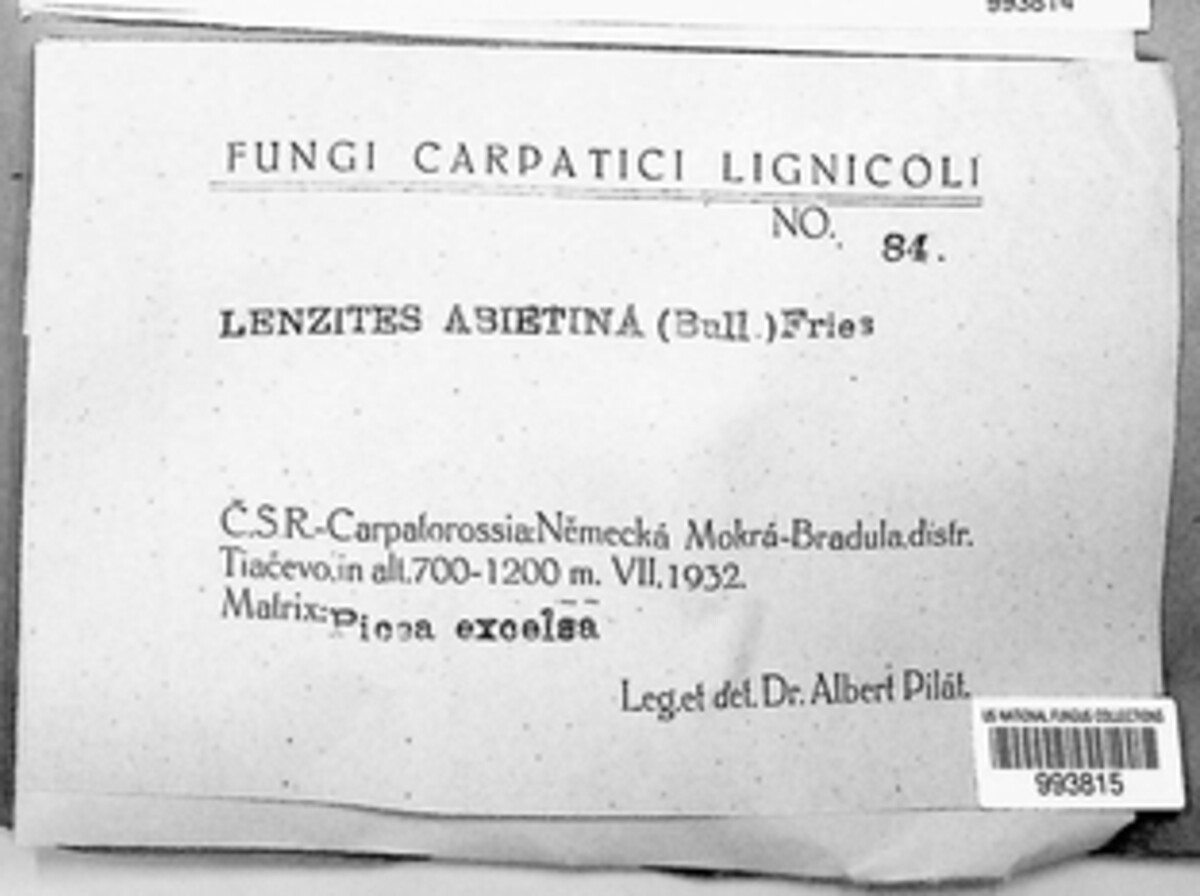 993814
FUNGI CARPATICI LIGNICOLI
NO. 84.
LENZITES ABIETINA (Bull.)Fries
Č.S.R.-Carpatorossia:Německá Mokrá-Bradula,distr.
Tiačevo,in alt.700-1200 m. VII.1932.
Matrix:Picea excelsa
Leg.et det. Dr. Albert Pilát.
US NATIONAL FUNGUS COLLECTIONS
993815